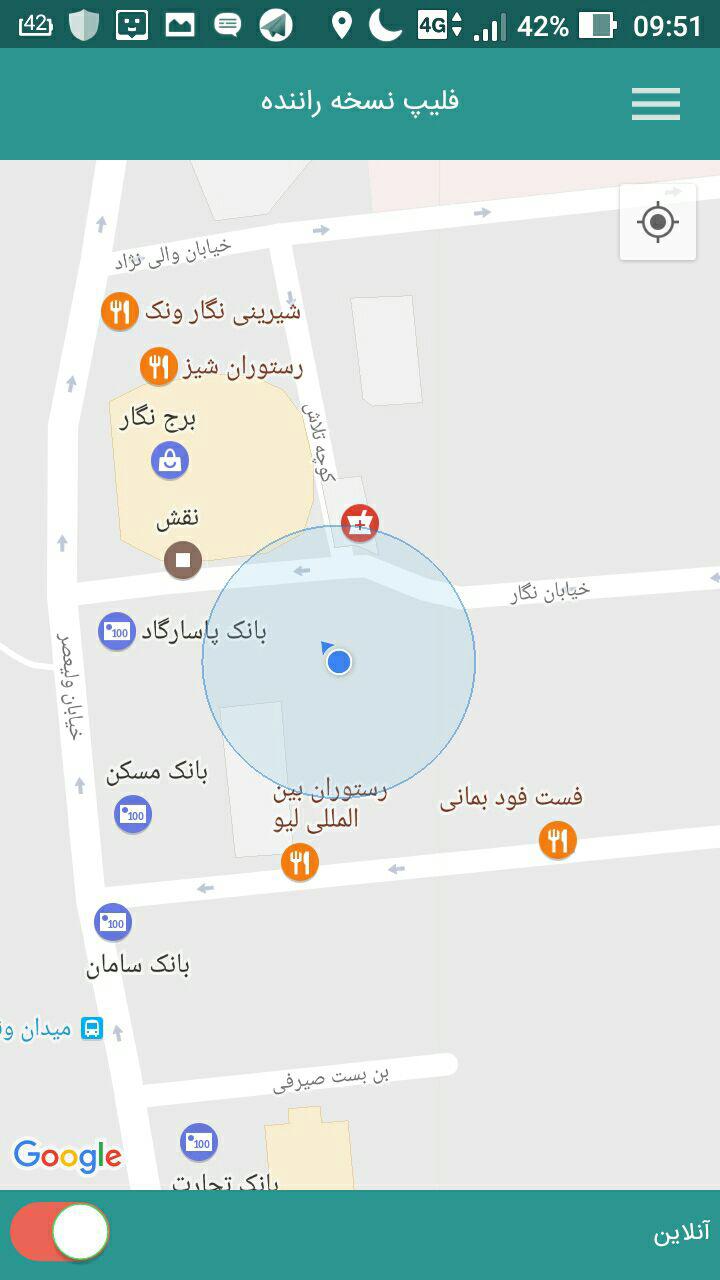 42
4G
42%
09:51
فلیپ نسخه راننده
خیابان والی نژاد
شیرینی نگار ونک
رستوران شیز
کوچه تلاش
برج نگار
نقش
خیابان نگار
بانک پاسارگاد
100
خیابان ولیعصر
بانک مسکن
100
رستوران بین
المللی لیو
فست فود بمانی
100
بانک سامان
میدان ون
بن بست صیرفی
100
Google
بانک تجارت
آنلاین